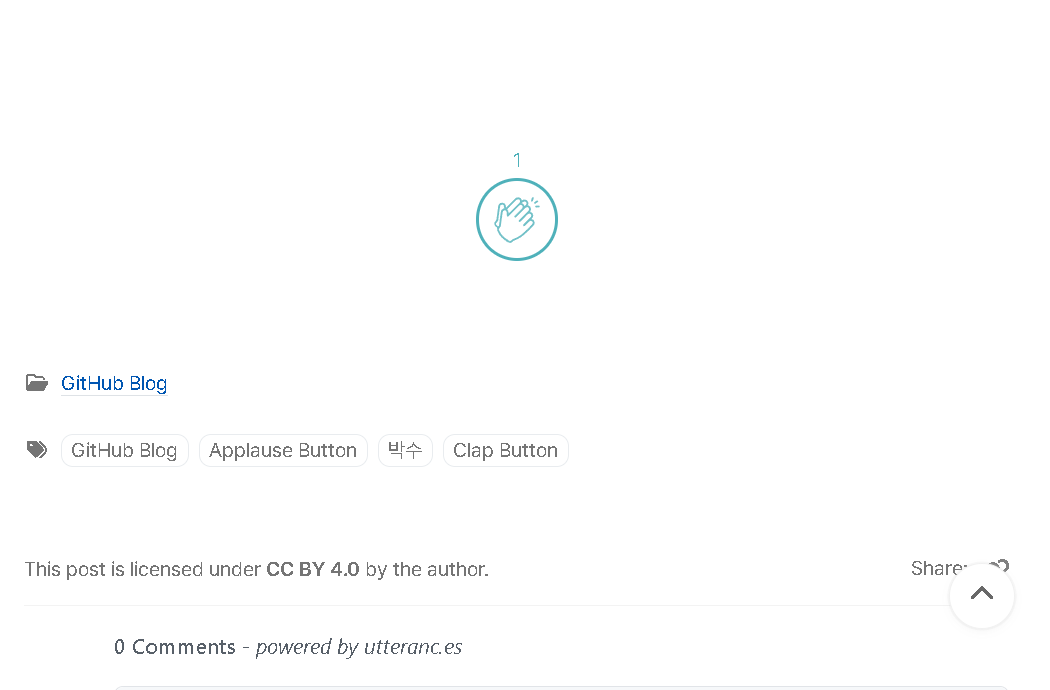 1
GitHub Blog
GitHub Blog Applause Button 박수 Clap Button
This post is licensed under CC BY 4.0 by the author.
Share:
0 Comments - powered by utteranc.es